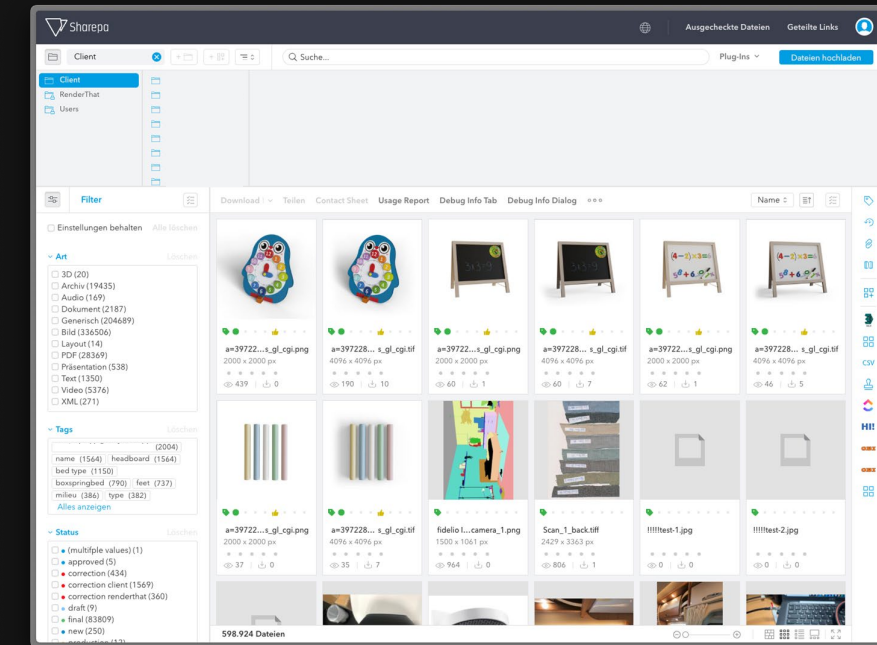 Sharepa
Ausgecheckte Dateien Geteilte Links
Client Suche... Plug-Ins Dateien hochladen
Client
RenderThat
Users
Filter
Download Teilen Contact Sheet Usage Report Debug Info Tab Debug Info Dialog Name
Einstellungen behalten Alle löschen
Art Löschen
3D (20)
Archiv (19435)
Audio (169)
Dokument (2187)
Generisch (204689)
Bild (336506)
Layout (14)
PDF (28369)
Präsentation (538)
Text (1350)
Video (5376)
XML (271)
Tags Löschen
(2004)
name (1564) headboard (1564)
bed type (1150)
boxspringbed (790) feet (737)
milieu (386) type (382)
Alles anzeigen
Status Löschen
(multifple values) (1)
approved (5)
correction (434)
correction client (1569)
correction renderthat (360)
draft (9)
final (83809)
new (250)
production (12)
a=39722...s_gl_cgi.png a=397228... s_gl_cgi.tif a=39722...s_gl_cgi.png a=397228... s_gl_cgi.tif a=39722...s_gl_cgi.png a=397228... s_gl_cgi.tif
2000 x 2000 px 4096 x 4096 px 2000 x 2000 px 4096 x 4096 px 2000 x 2000 px 4096 x 4096 px
439 0 190 10 60 1 60 7 62 1 46 5
a=39722...s_gl_cgi.png a=397228... s_gl_cgi.tif fidelio l...camera_1.png Scan_1_back.tiff !!!!!test-1.jpg !!!!!test-2.jpg
2000 x 2000 px 4096 x 4096 px 1500 x 1061 px 2429 x 3363 px
37 0 35 7 964 0 806 1 0 0 0 0
CSV
HI!!
598.924 Dateien